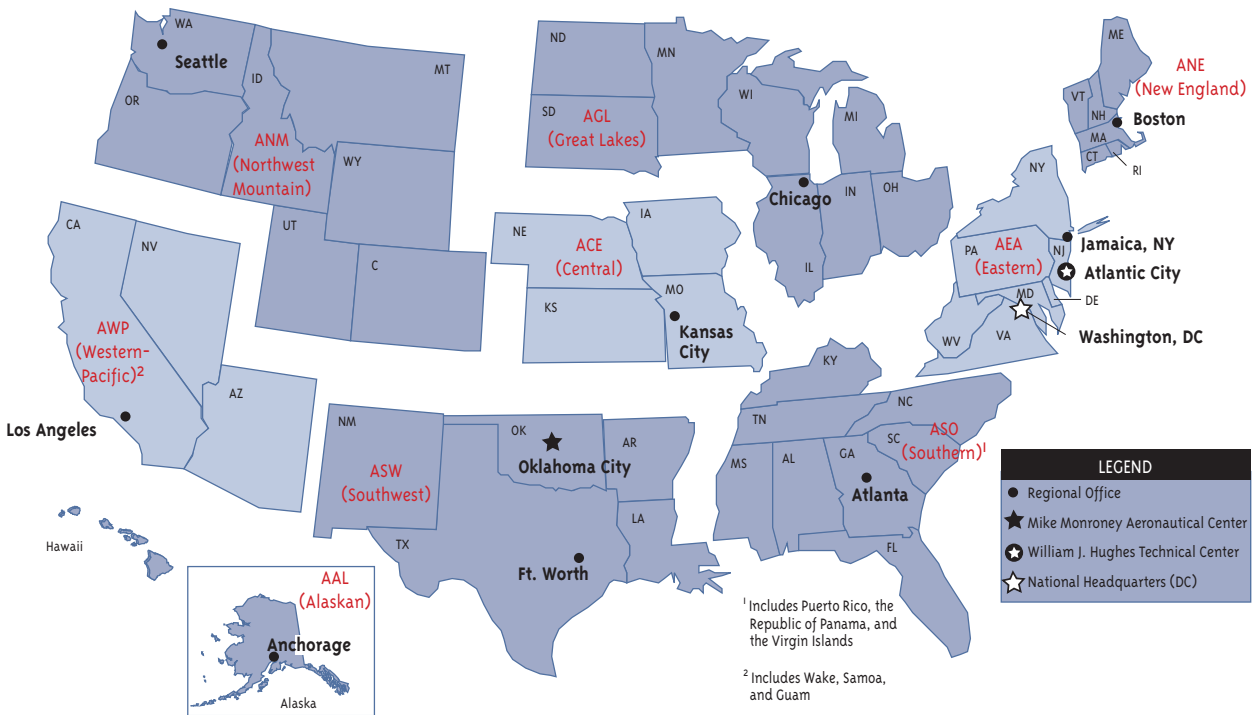 WA
Seattle
OR
ID
MT
ANM
(Northwest
Mountain)
WY
UT
C
CA
NV
AWP
(Western-
Pacific)²
AZ
Los Angeles
Hawaii
AAL
(Alaskan)
Anchorage
Alaska
ND
MN
SD
AGL
(Great Lakes)
WI
MI
Chicago
IL
IN
OH
NE
IA
ACE
(Central)
KS
MO
Kansas
City
NM
OK
Oklahoma City
AR
ASW
(Southwest)
TX
LA
Ft. Worth
KY
TN
NC
SC
ASO
(Southern)¹
MS
AL
GA
Atlanta
FL
ME
ANE
(New England)
VT
NH
Boston
MA
CT
RI
NY
Jamaica, NY
PA
AEA
(Eastern)
NJ
Atlantic City
MD
DE
WV
VA
Washington, DC
LEGEND
Regional Office
Mike Monroney Aeronautical Center
William J. Hughes Technical Center
National Headquarters (DC)
¹ Includes Puerto Rico, the
Republic of Panama, and
the Virgin Islands
² Includes Wake, Samoa,
and Guam